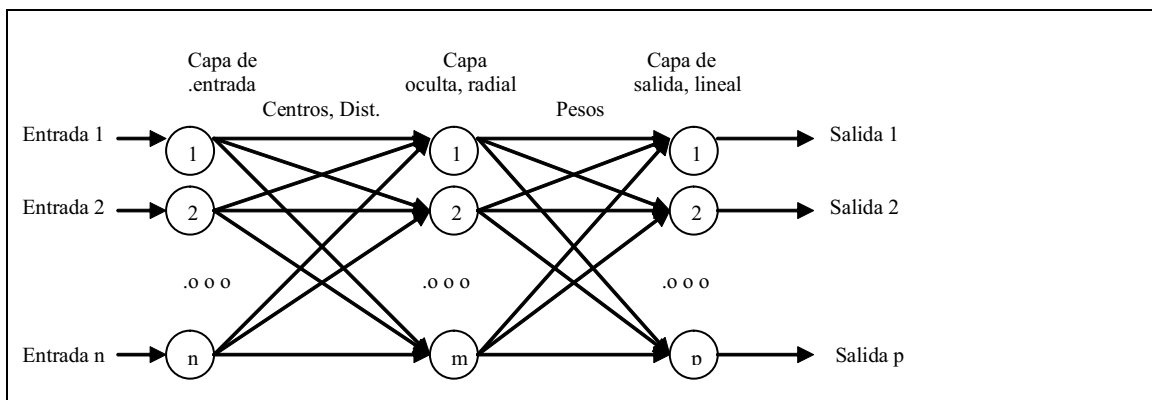 Capa de
.entrada
Capa
oculta, radial
Capa de
salida, lineal
Centros, Dist.
Pesos
Entrada 1
1
1
1
Salida 1
Entrada 2
2
2
2
Salida 2
.o o o
.o o o
.o o o
Entrada n
n
m
p
Salida p